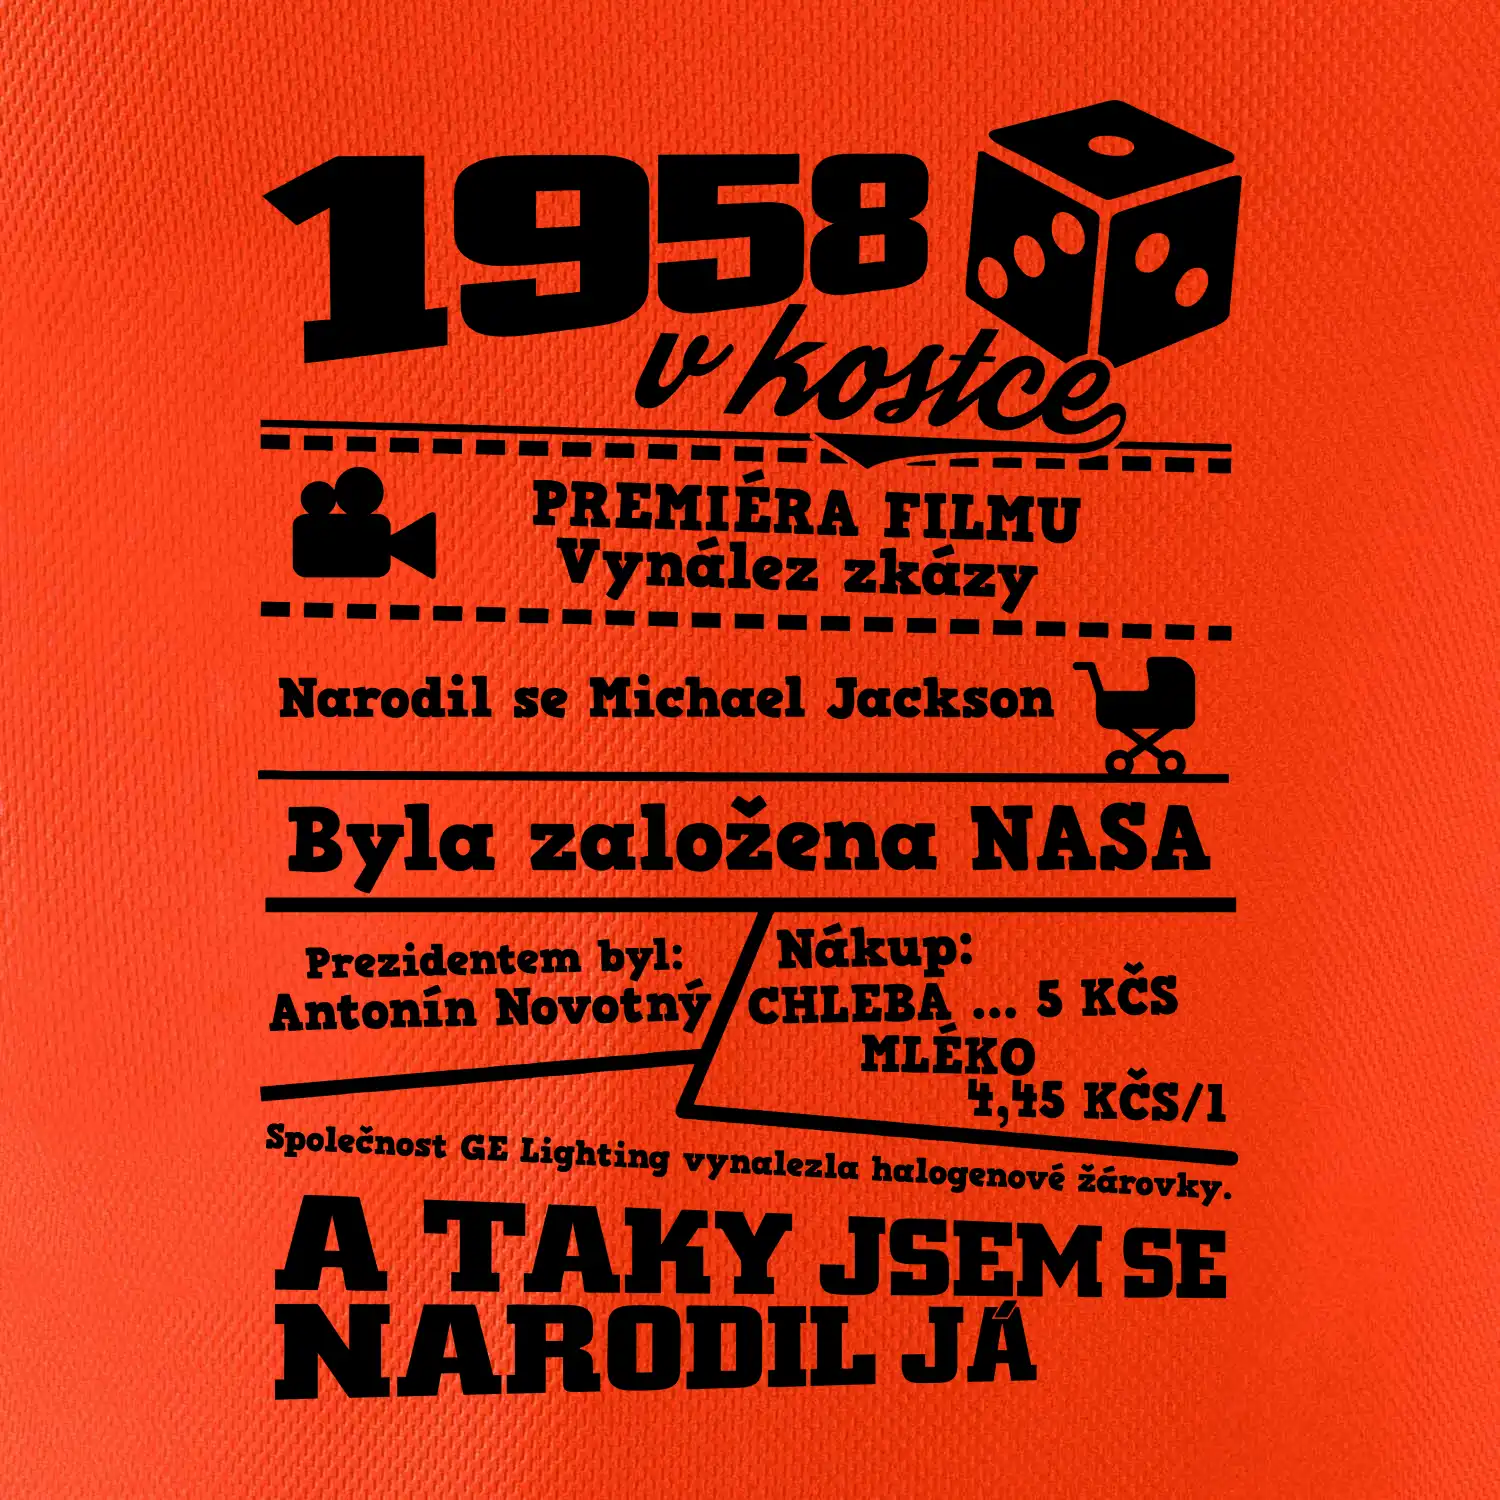 1958
v kostce
PREMIÉRA FILMU
Vynález zkázy
Narodil se Michael Jackson
Byla založena NASA
Prezidentem byl:
Antonín Novotný
Nákup:
CHLEBA ... 5 KČS
MLÉKO
4,45 KČS/l
Společnost GE Lighting vynalezla halogenové žárovky.
A TAKY JSEM SE
NARODIL JÁ